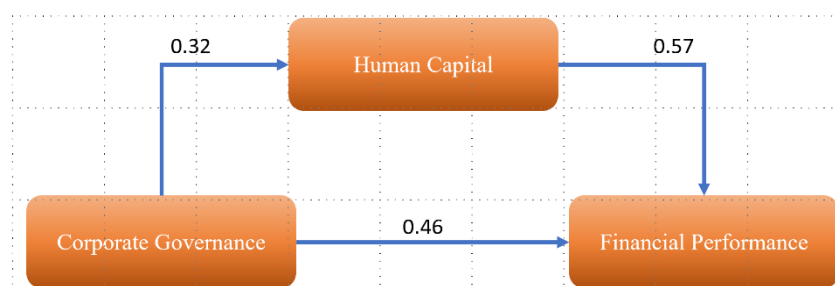 0.32
0.57
Human Capital
Corporate Governance
0.46
Financial Performance